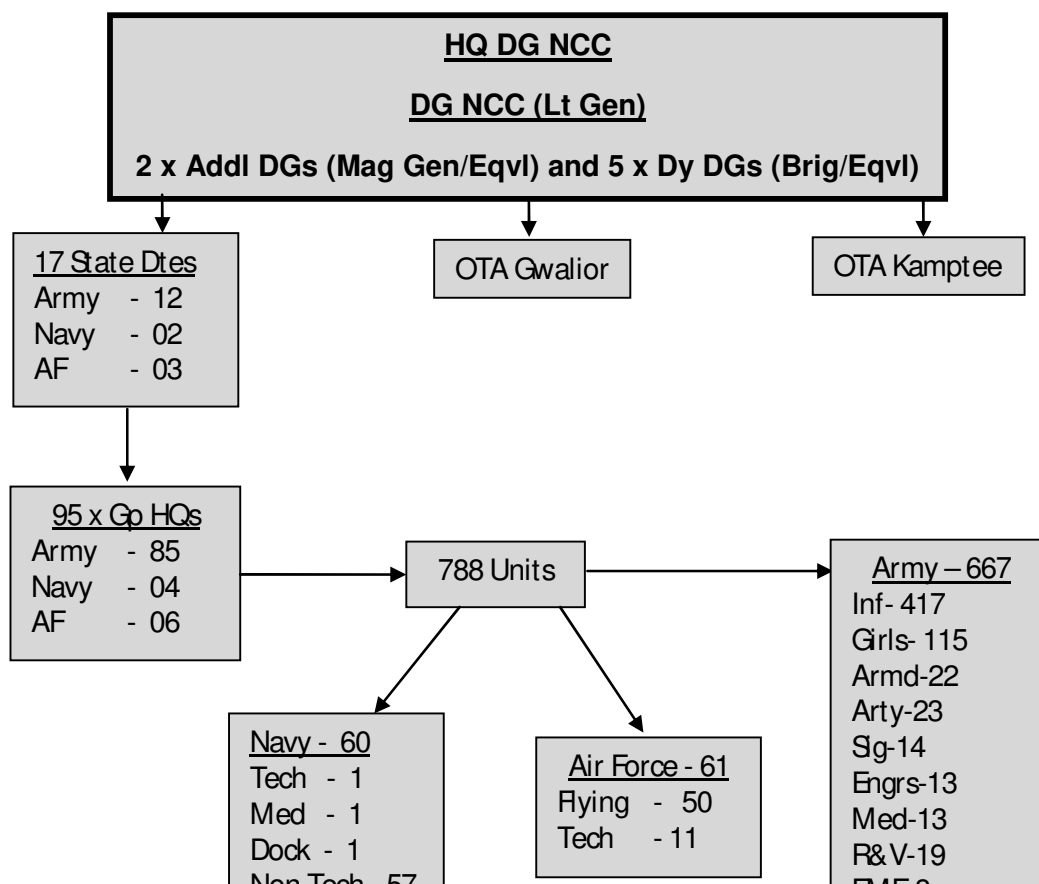 HQ DG NCC
DG NCC (Lt Gen)
2 x Addl DGs (Mag Gen/Eqvl) and 5 x Dy DGs (Brig/Eqvl)
17 State Dtes
Army - 12
Navy - 02
AF - 03
OTA Gwalior
OTA Kamptee
95 x Gp HQs
Army - 85
Navy - 04
AF - 06
788 Units
Army – 667
Inf- 417
Girls- 115
Armd-22
Arty-23
Sig-14
Engrs-13
Med-13
R&V-19
Navy - 60
Tech - 1
Med - 1
Dock - 1
Non Tech - 57
Air Force - 61
Flying - 50
Tech - 11